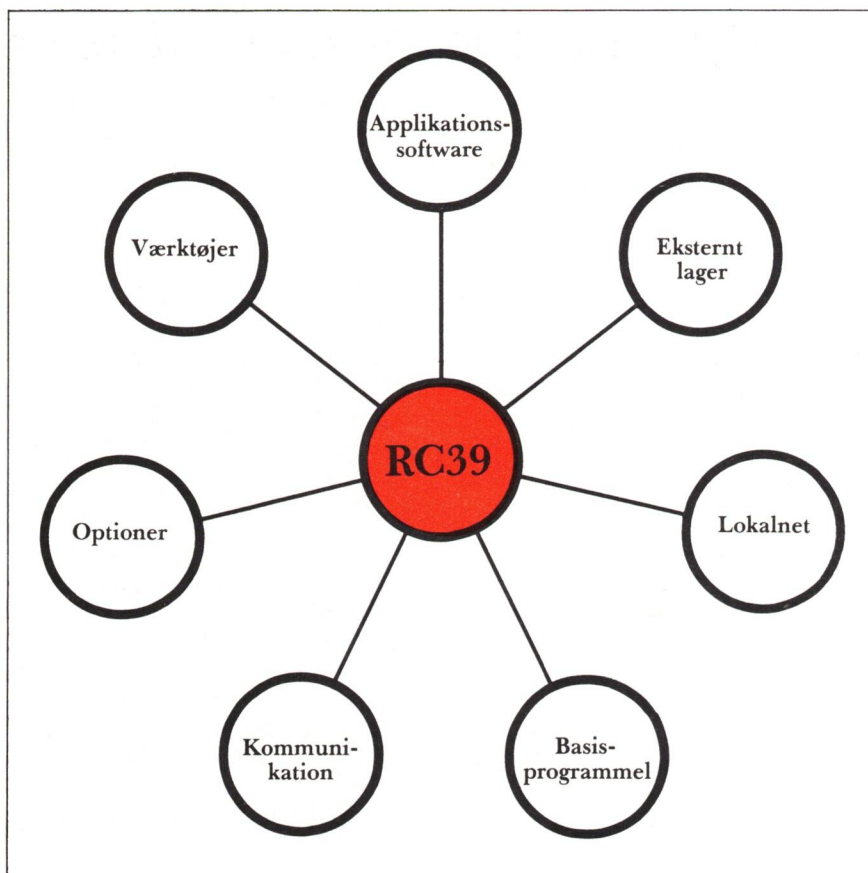 Applikations-
software
Værktøjer
Eksternt
lager
RC39
Optioner
Lokalnet
Kommuni-
kation
Basis-
programmel